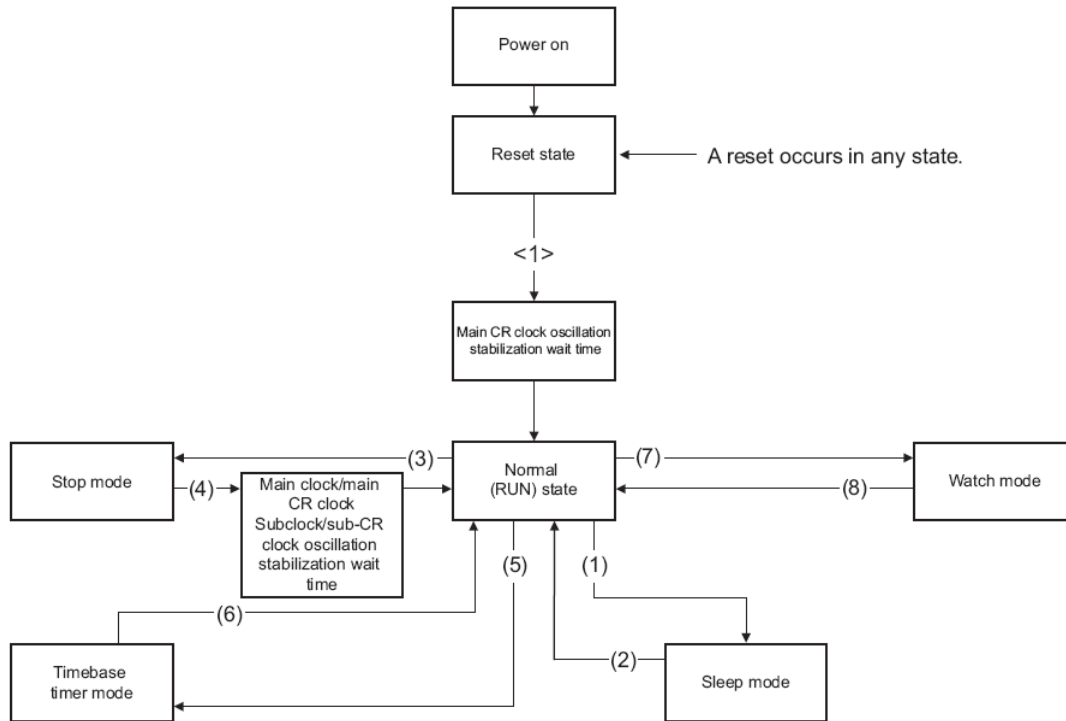 Power on
Reset state
A reset occurs in any state.
<1>
Main CR clock oscillation
stabilization wait time
Stop mode
(3)
(4)
Main clock/main
CR clock
Subclock/sub-CR
clock oscillation
stabilization wait
time
Normal
(RUN) state
(7)
(8)
Watch mode
(5)
(1)
(6)
(2)
Timebase
timer mode
Sleep mode